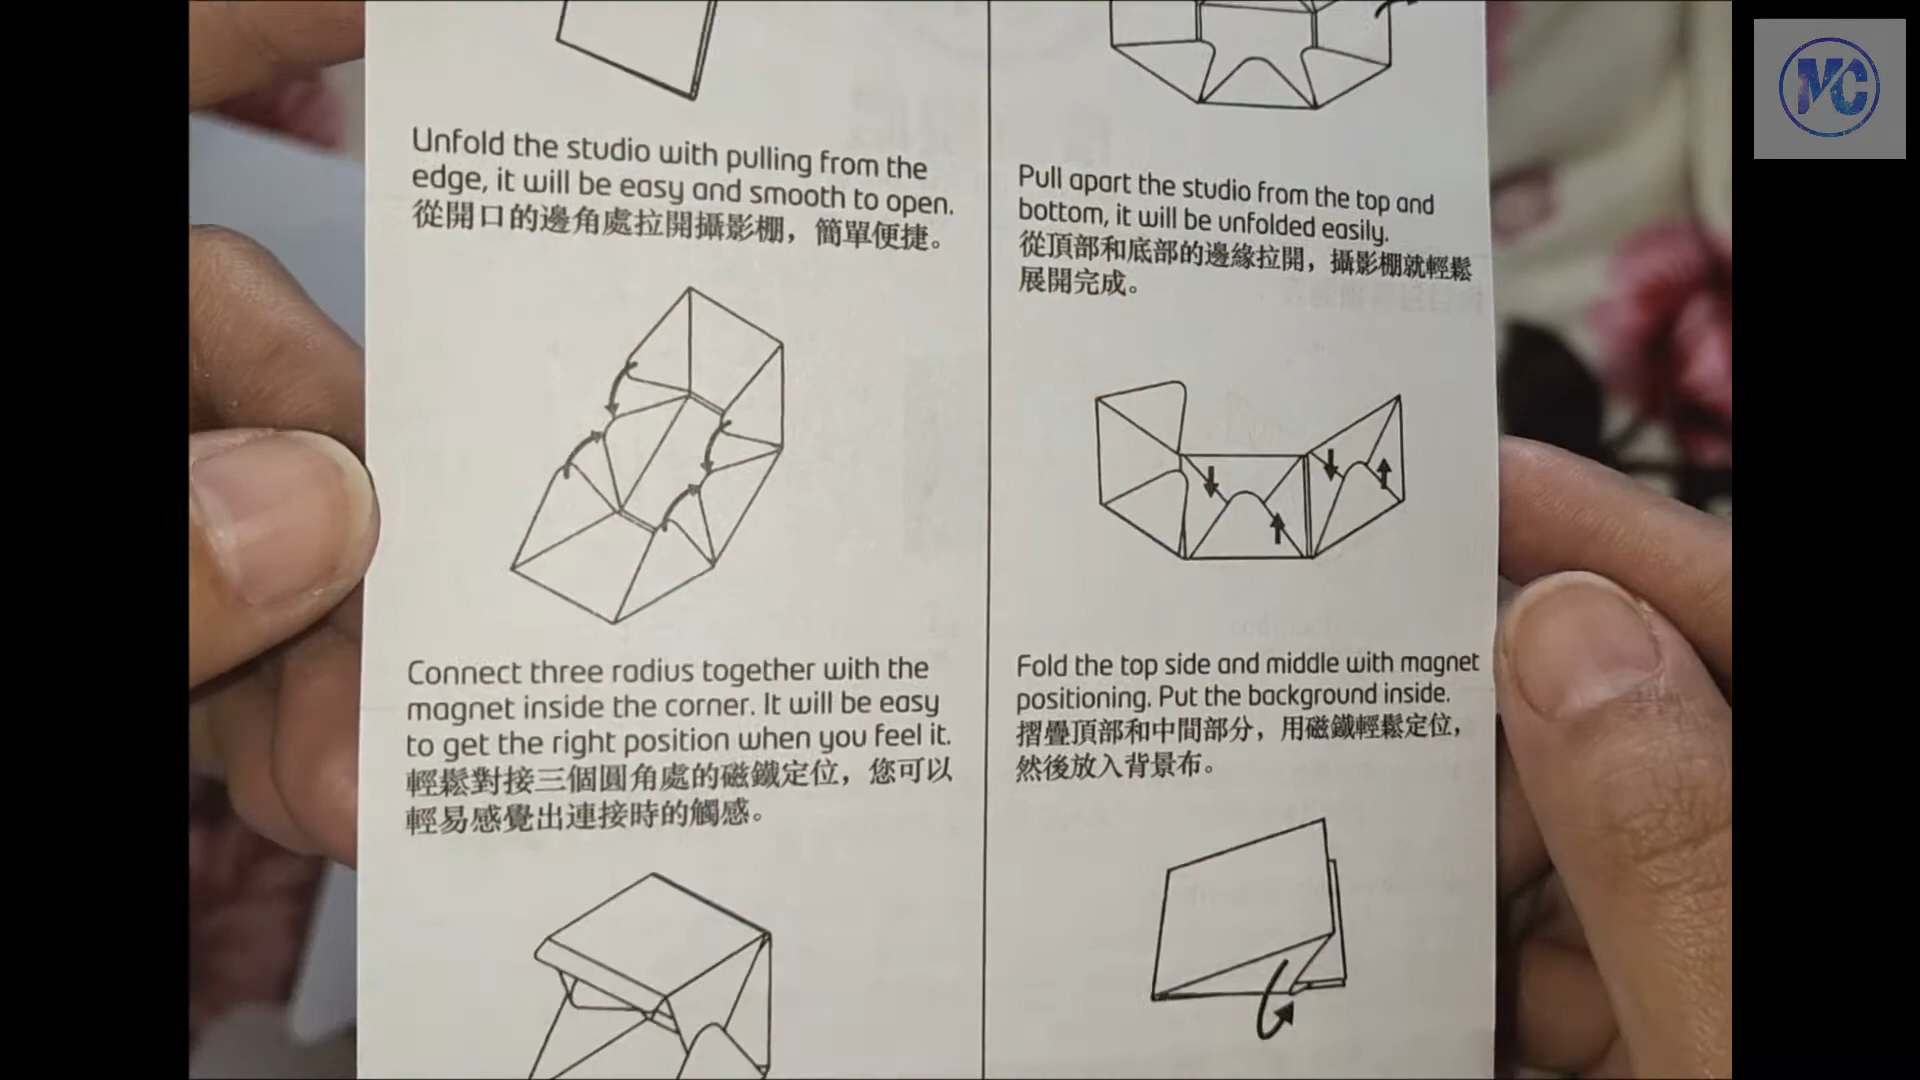 Unfold the studio with pulling from the
edge, it will be easy and smooth to open.
從開口的邊角處拉開攝影棚，簡單便捷。
Connect three radius together with the
magnet inside the corner. It will be easy
to get the right position when you feel it.
輕鬆對接三個圓角處的磁鐵定位，您可以
輕易感覺出連接時的觸感。
Pull apart the studio from the top and
bottom, it will be unfolded easily.
從頂部和底部的邊緣拉開，攝影棚就輕鬆
展開完成。
Fold the top side and middle with magnet
positioning. Put the background inside.
摺疊頂部和中間部分，用磁鐵輕鬆定位，
然後放入背景布。
MC